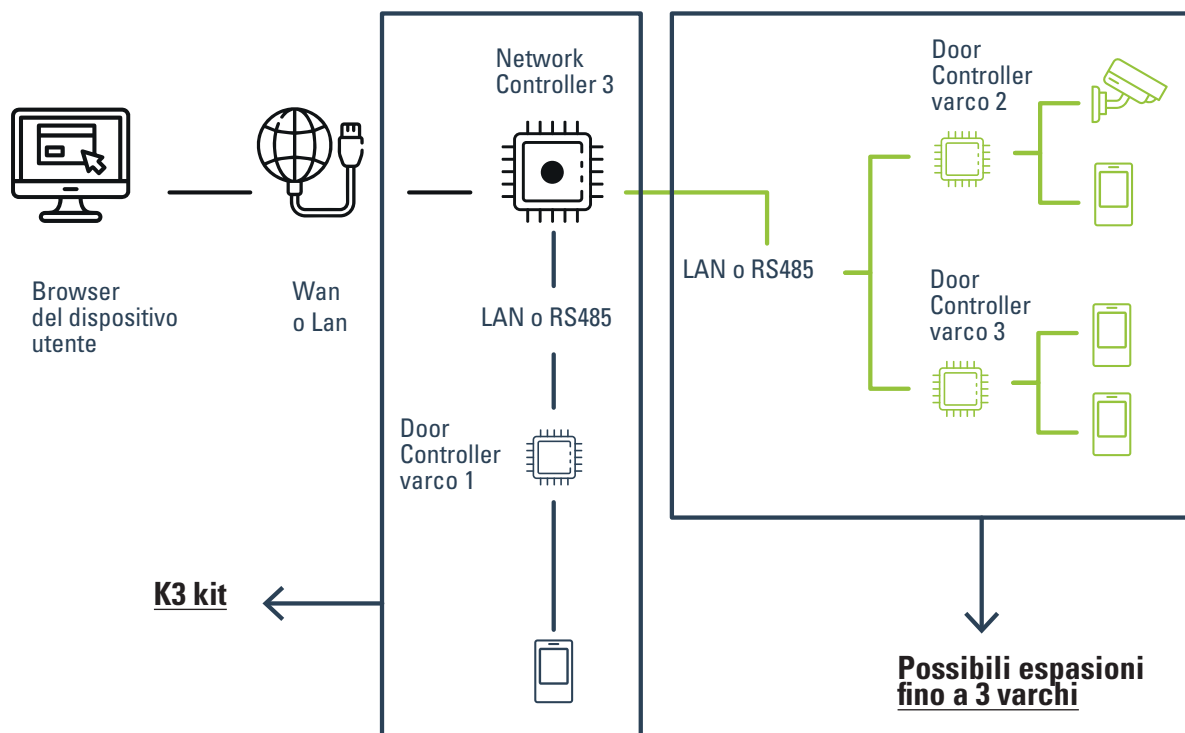 Browser
del dispositivo
utente
Wan
o Lan
Network
Controller 3
LAN o RS485
Door
Controller
varco 1
K3 kit
LAN o RS485
Door
Controller
varco 2
Door
Controller
varco 3
Possibili espasioni
fino a 3 varchi